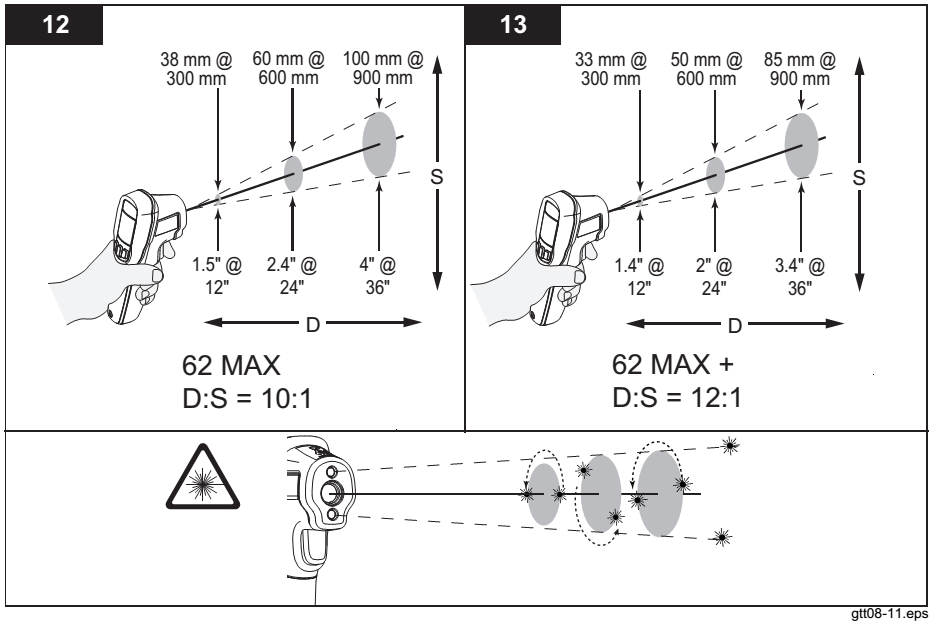 12
38 mm @
300 mm
60 mm @
600 mm
100 mm @
900 mm
S
1.5" @
12"
2.4" @
24"
4" @
36"
D
62 MAX
D:S = 10:1
13
33 mm @
300 mm
50 mm @
600 mm
85 mm @
900 mm
S
1.4" @
12"
2" @
24"
3.4" @
36"
D
62 MAX +
D:S = 12:1
gtt08-11.eps